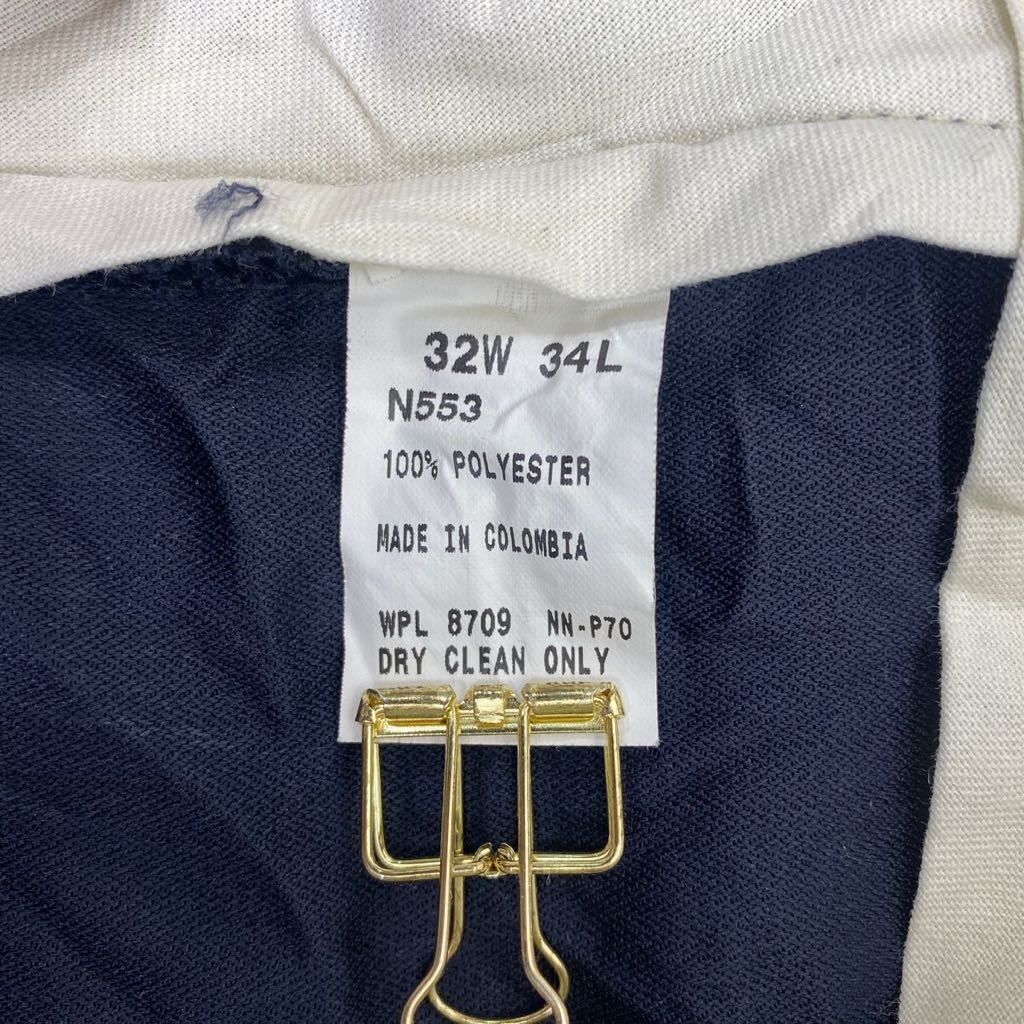 32W 34L
N553
100% POLYESTER
MADE IN COLOMBIA
WPL 8709 NN-P70
DRY CLEAN ONLY